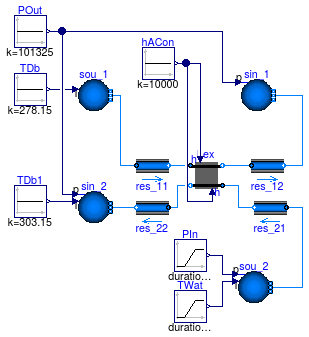 POut
k=101325
TDb
k=278.15
sou_1
p
hACon
k=10000
sin_1
p
h
ex
res_11
res_12
TDb1
k=303.15
sin_2
p
T
h
res_22
res_21
PIn
duratio...
TWat
duratio...
sou_2
p
T